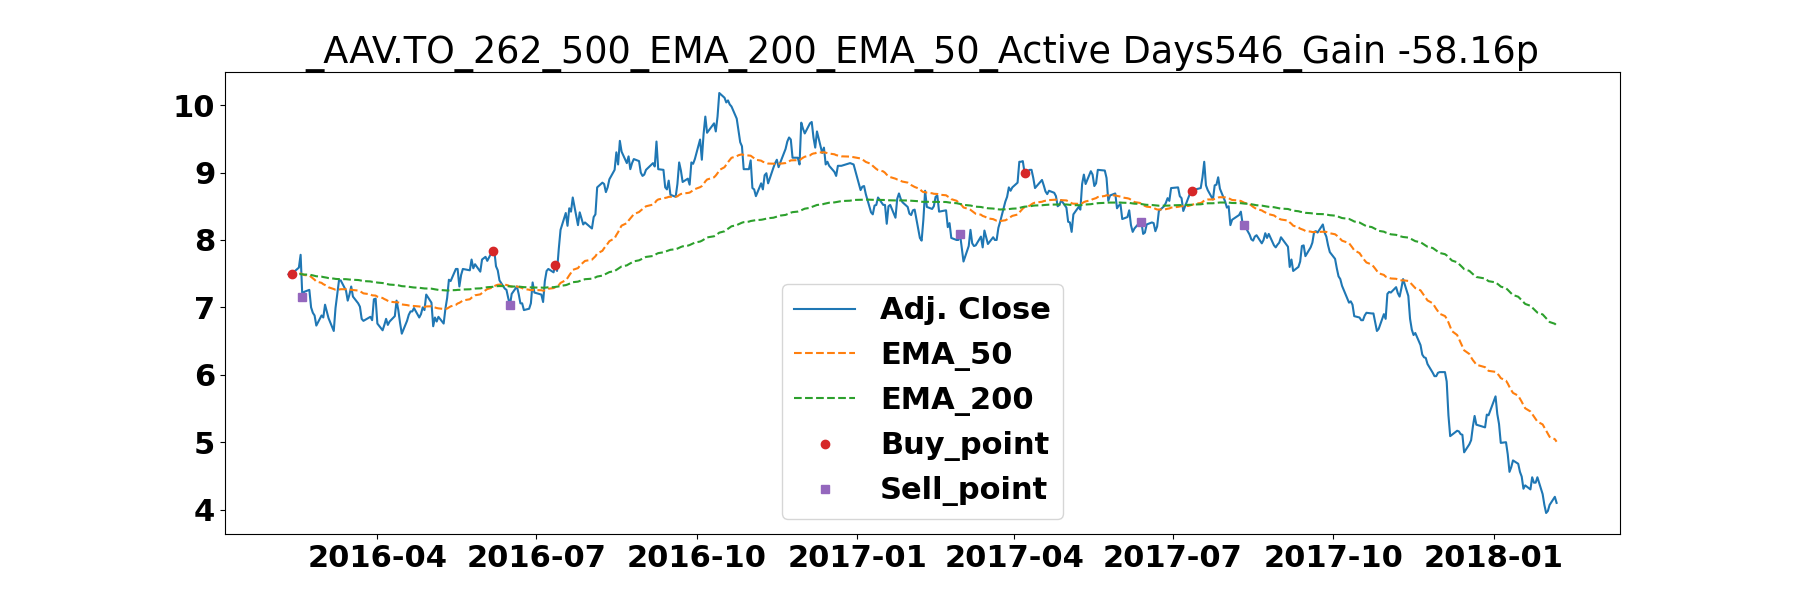 _AAV.TO_262_500_EMA_200_EMA_50_Active Days546_Gain -58.16p
10
9
8
7
6
5
4
Adj. Close
EMA_50
EMA_200
Buy_point
Sell_point
2016-04 2016-07 2016-10 2017-01 2017-04 2017-07 2017-10 2018-01